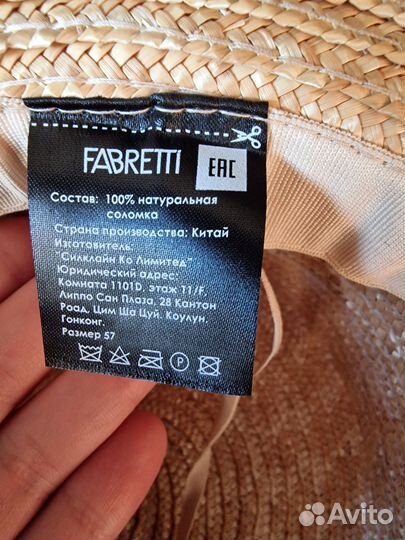 FABRETTI
EAC
Состав: 100% натуральная
соломка
Страна производства: Китай
Изготовитель:
"Силклайн Ко Лимитед"
Юридический адрес:
Комната 1101D, этаж 11/F,
Липпо Сан Плаза, 28 Кантон
Роад, Цим Ша Цуй, Коулун,
Гонконг.
Размер 57
P
Avito